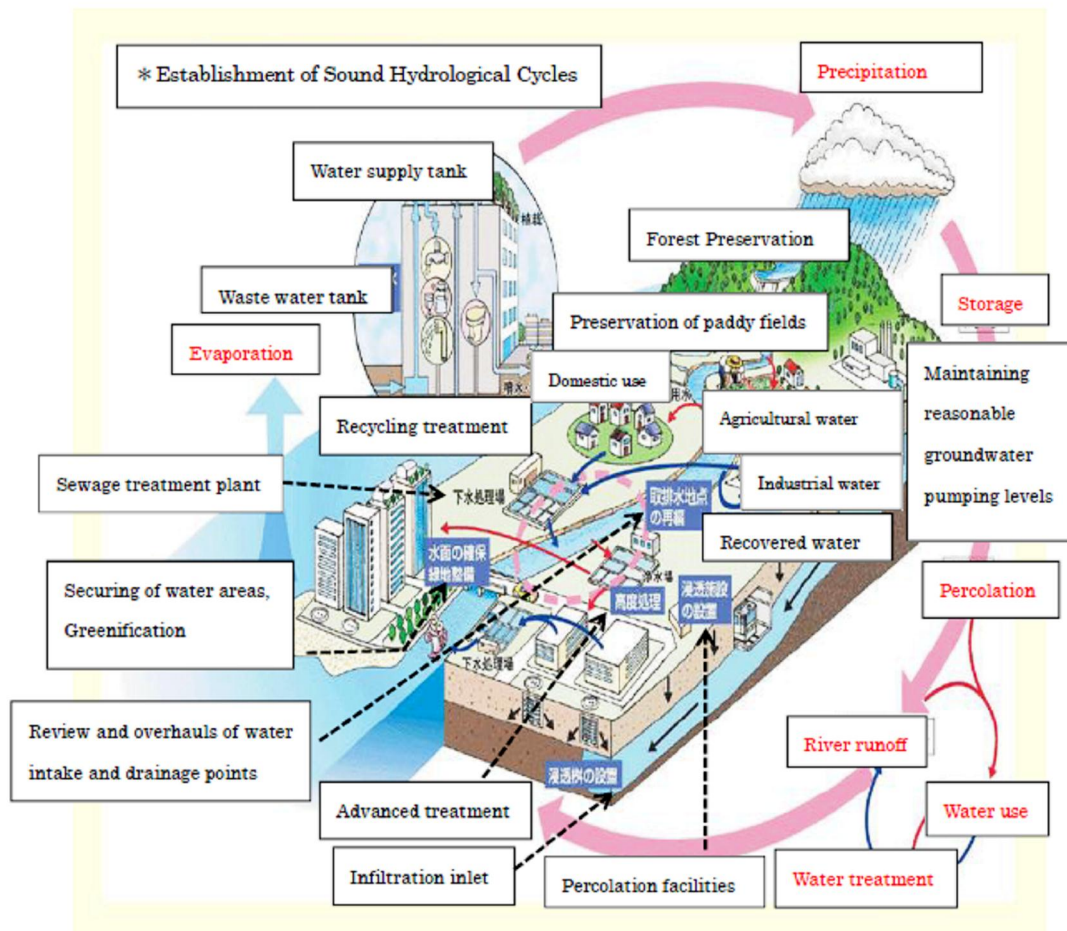 ＊Establishment of Sound Hydrological Cycles
Precipitation
Water supply tank
植栽
Forest Preservation
Waste water tank
Storage
Preservation of paddy fields
Evaporation
Domestic use
用水
Maintaining
reasonable
groundwater
pumping levels
Recycling treatment
Agricultural water
Sewage treatment plant
下水処理場
Industrial water
取排水地点
の再編
Recovered water
水面の確保
緑地整備
浄水場
Securing of water areas,
Greenification
高度処理
浸透施設
の設置
Percolation
下水処理場
Review and overhauls of water
intake and drainage points
River runoff
浸透桝の設置
Advanced treatment
Water use
Infiltration inlet
Percolation facilities
Water treatment